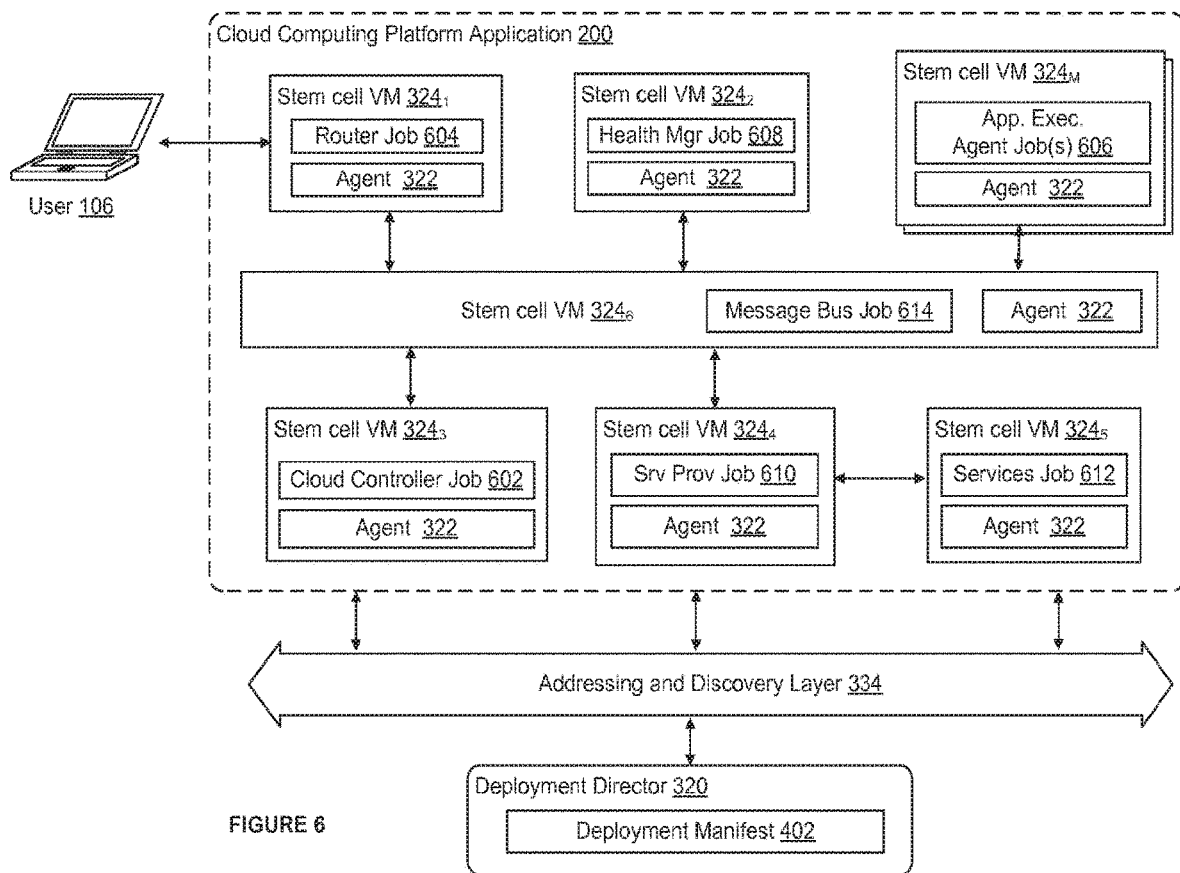 Cloud Computing Platform Application 200
Stem cell VM 324₁
Router Job 604
Agent 322
Stem cell VM 324₂
Health Mgr Job 608
Agent 322
Stem cell VM 324M
App. Exec.
Agent Job(s) 606
Agent 322
User 106
Stem cell VM 324₆
Message Bus Job 614
Agent 322
Stem cell VM 324₃
Cloud Controller Job 602
Agent 322
Stem cell VM 324₄
Srv Prov Job 610
Agent 322
Stem cell VM 324₅
Services Job 612
Agent 322
Addressing and Discovery Layer 334
Deployment Director 320
Deployment Manifest 402
FIGURE 6